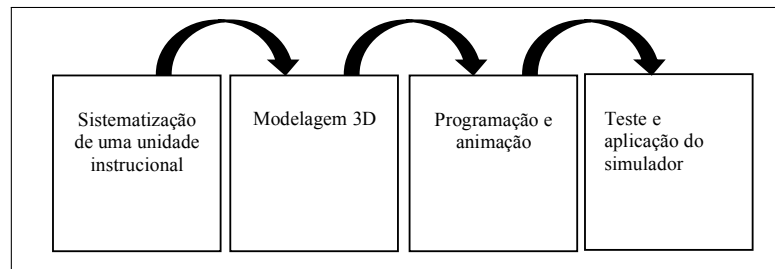 Sistematização
de uma unidade
instrucional
Modelagem 3D
Programação e
animação
Teste e
aplicação do
simulador